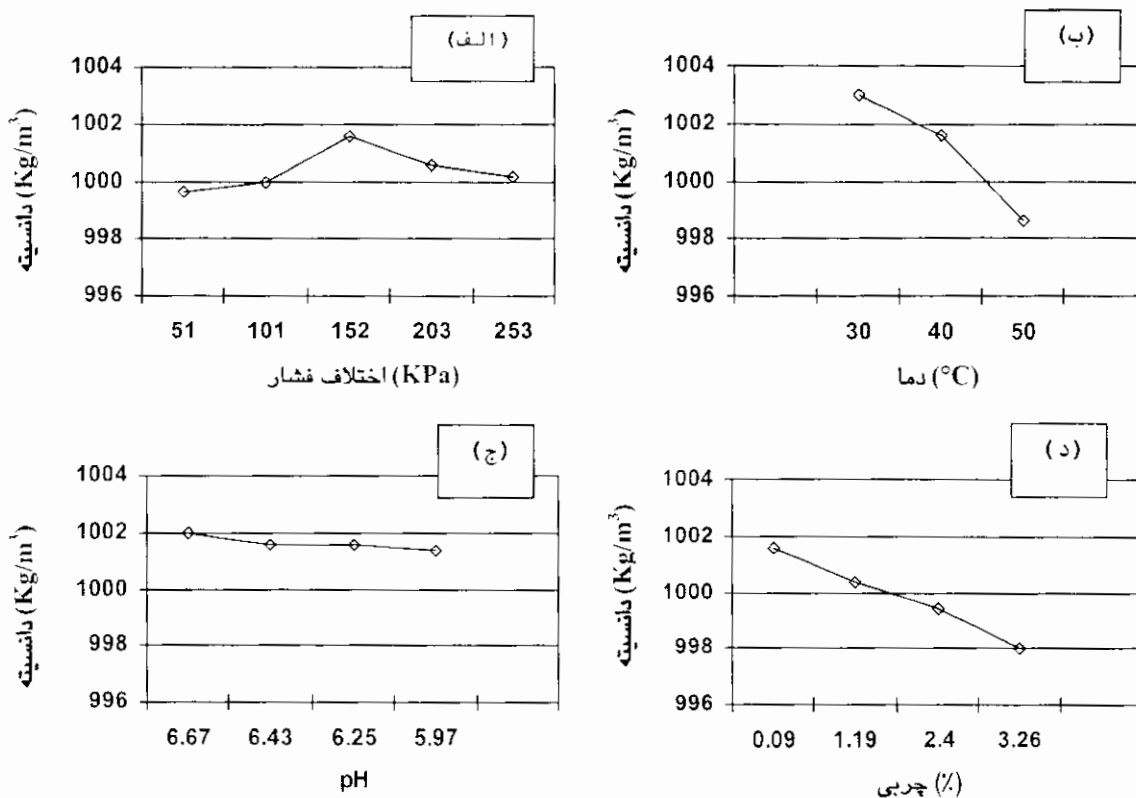 (الف)
1004
1002
1000
998
996
دانسیته (Kg/m³)
51 101 152 203 253
اختلاف فشار (KPa)
(ب)
1004
1002
1000
998
996
دانسیته (Kg/m³)
30 40 50
دما (°C)
(ج)
1004
1002
1000
998
996
دانسیته (Kg/m³)
6.67 6.43 6.25 5.97
pH
(د)
1004
1002
1000
998
996
دانسیته (Kg/m³)
0.09 1.19 2.4 3.26
چربی (٪)